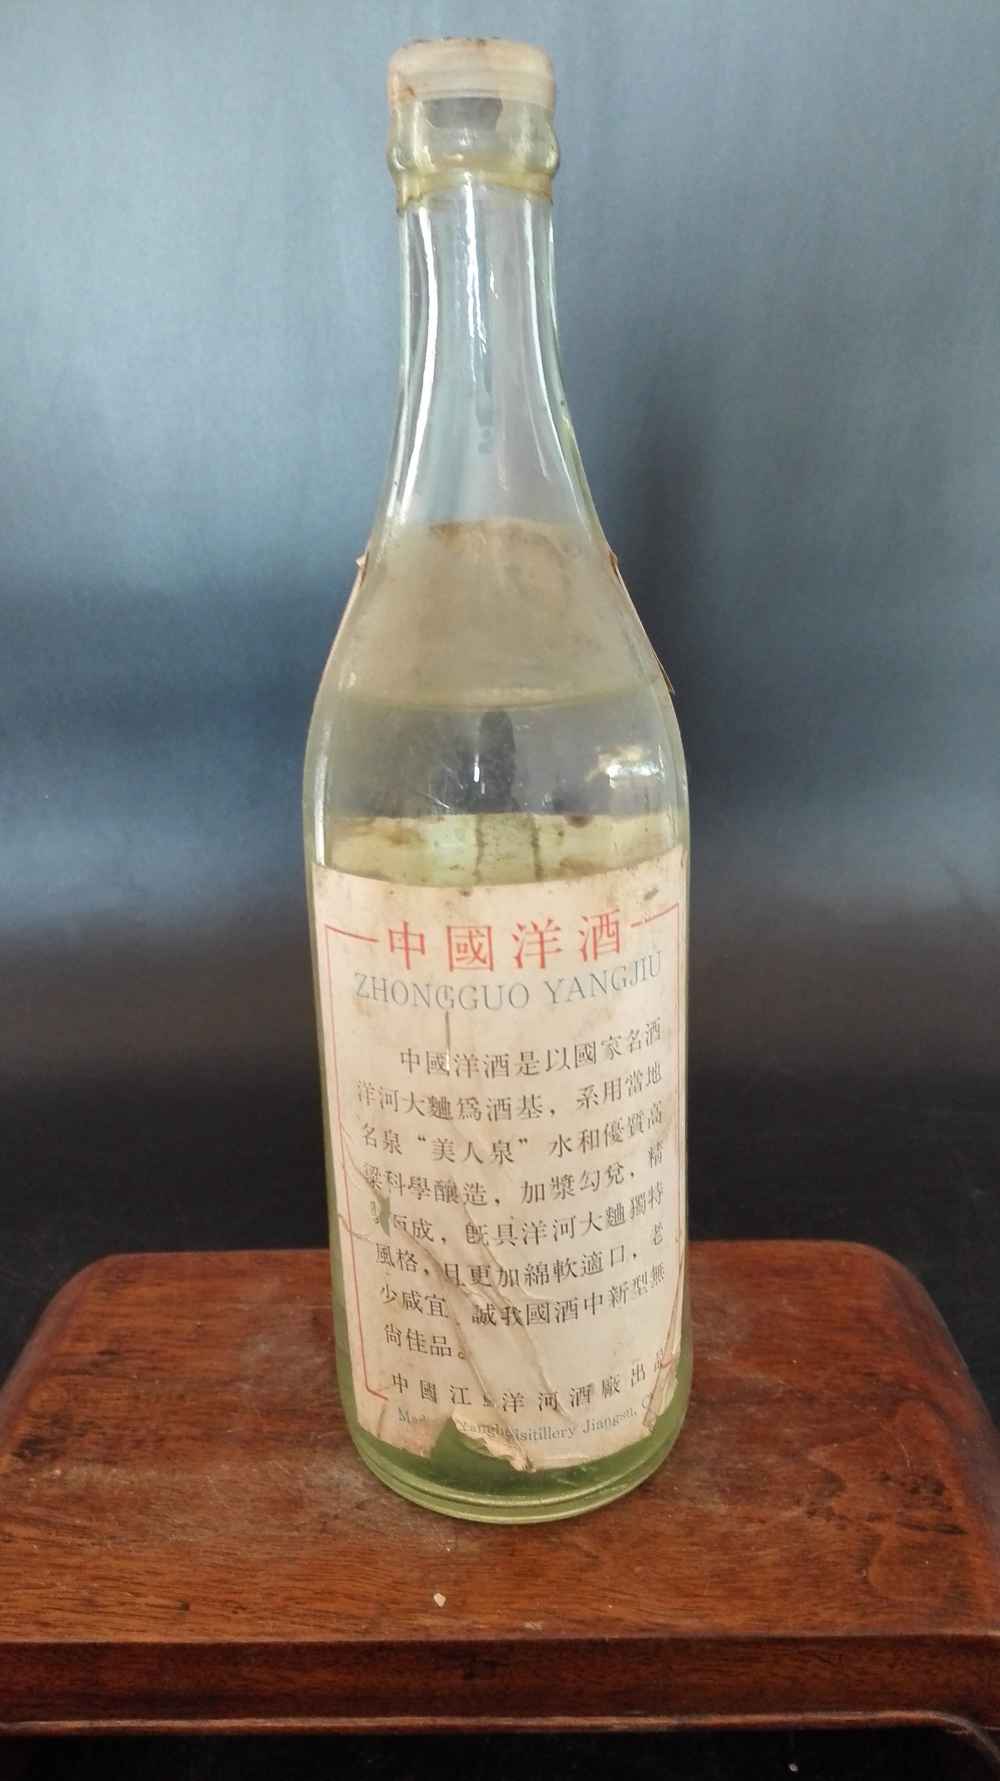 中國洋酒
ZHONGGUO YANGJIU
中國洋酒是以國家名酒
洋河大麯爲酒基，系用當地
名泉“美人泉”水和優質高
粱科學釀造，加漿勾兌，精
成，旣具洋河大麯獨特
風格，且更加綿軟適口，老
少咸宜 誠我國酒中新型無
尚佳品。
中國江 洋河酒廠出品
Jiangsu,